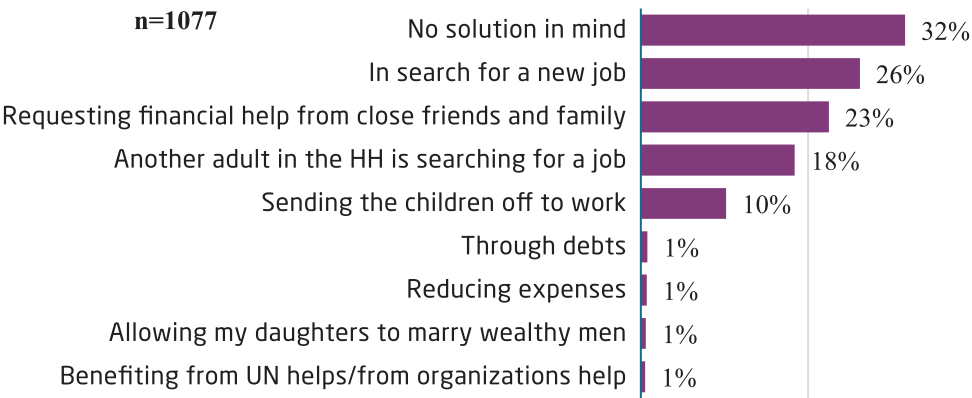 n=1077
No solution in mind 32%
In search for a new job 26%
Requesting financial help from close friends and family 23%
Another adult in the HH is searching for a job 18%
Sending the children off to work 10%
Through debts 1%
Reducing expenses 1%
Allowing my daughters to marry wealthy men 1%
Benefiting from UN helps/from organizations help 1%